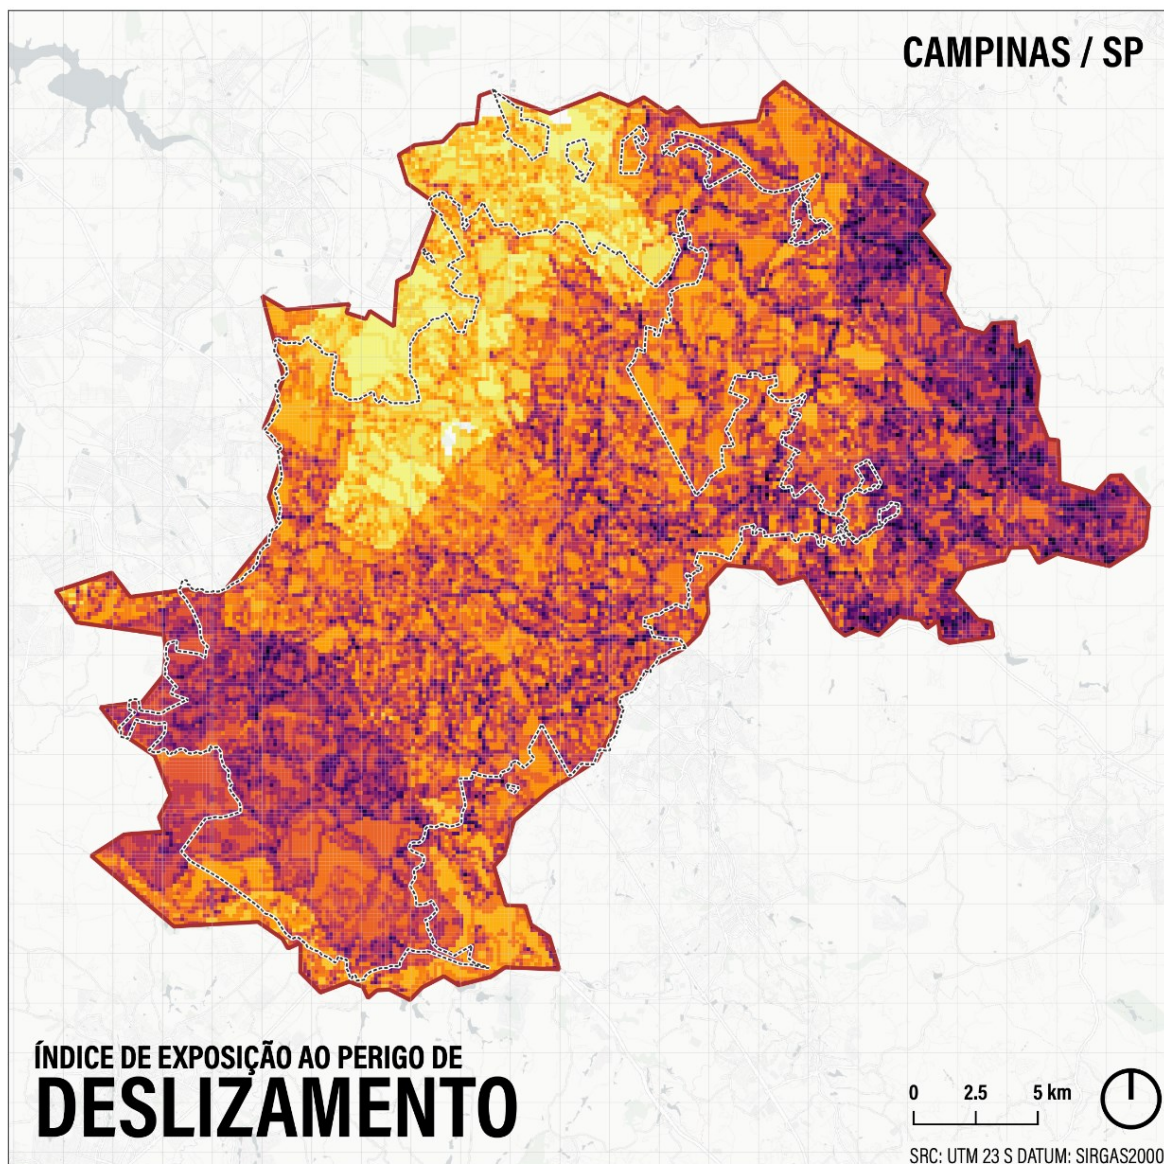 CAMPINAS / SP
ÍNDICE DE EXPOSIÇÃO AO PERIGO DE
DESLIZAMENTO
0 2.5 5 km
SRC: UTM 23 S DATUM: SIRGAS2000